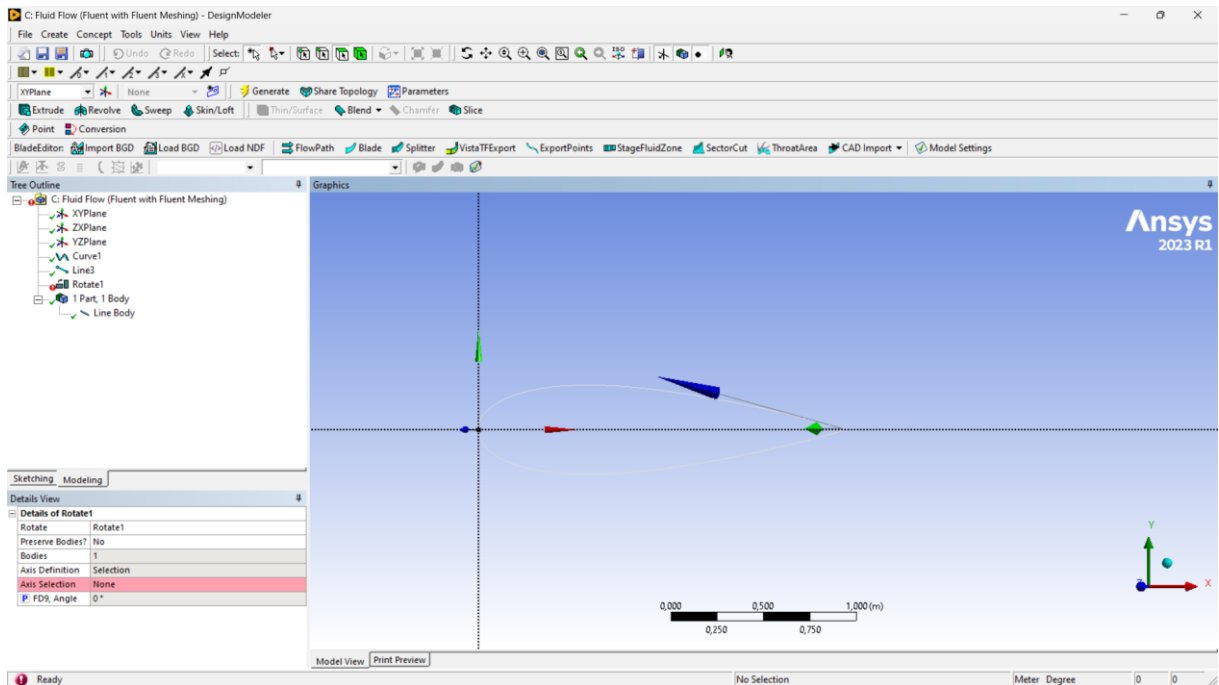 C: Fluid Flow (Fluent with Fluent Meshing) - DesignModeler
File Create Concept Tools Units View Help
Undo Redo Select:
ISO
XYPlane None Generate Share Topology Parameters
Extrude Revolve Sweep Skin/Loft Thin/Surface Blend Chamfer Slice
Point Conversion
BladeEditor: Import BGD Load BGD Load NDF FlowPath Blade Splitter VistaTFExport ExportPoints StageFluidZone SectorCut ThroatArea CAD Import Model Settings
Tree Outline
C: Fluid Flow (Fluent with Fluent Meshing)
XYPlane
ZXPlane
YZPlane
Curve1
Line3
Rotate1
1 Part, 1 Body
Line Body
Sketching Modeling
Details View
Details of Rotate1
Rotate Rotate1
Preserve Bodies? No
Bodies 1
Axis Definition Selection
Axis Selection None
P FD9, Angle 0 °
Graphics
Ansys
2023 R1
Y
Z
X
0,000 0,500 1,000 (m)
0,250 0,750
Model View Print Preview
Ready No Selection Meter Degree 0 0